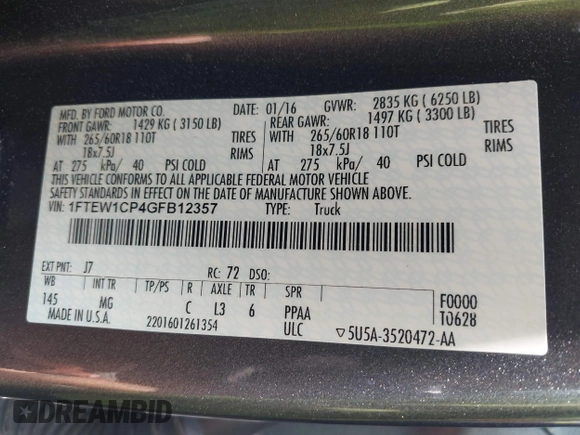 MFD. BY FORD MOTOR CO. DATE: 01/16 GVWR: 2835 KG ( 6250 LB)
FRONT GAWR: 1429 KG ( 3150 LB) REAR GAWR: 1497 KG ( 3300 LB)
WITH 265/60R18 110T TIRES WITH 265/60R18 110T TIRES
18x7.5J RIMS 18x7.5J RIMS
AT 275 kPa/ 40 PSI COLD AT 275 kPa/ 40 PSI COLD
THIS VEHICLE CONFORMS TO ALL APPLICABLE FEDERAL MOTOR VEHICLE
SAFETY STANDARDS IN EFFECT ON THE DATE OF MANUFACTURE SHOWN ABOVE.
VIN: 1FTEW1CP4GFB12357 TYPE: Truck
EXT PNT: J7 RC: 72 DSO:
WB INT TR TP/PS R AXLE TR SPR F0000
145 MG C L3 6 PPAA T0628
MADE IN U.S.A. 2201601261354 ULC ▽5U5A-3520472-AA
DREAMBID